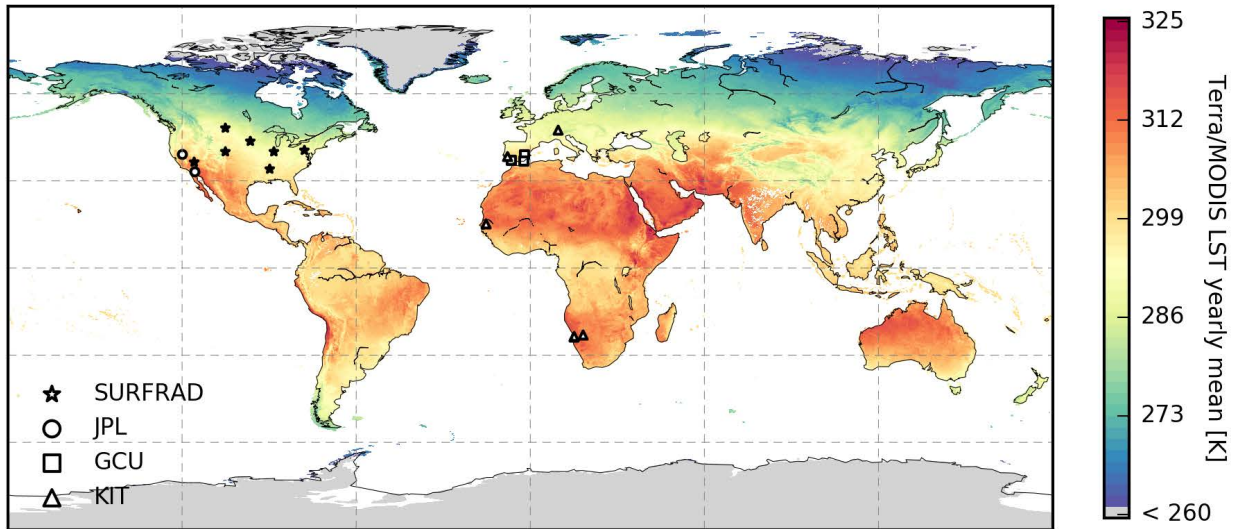 SURFRAD
JPL
GCU
KIT
325
312
299
286
273
< 260
Terra/MODIS LST yearly mean [K]